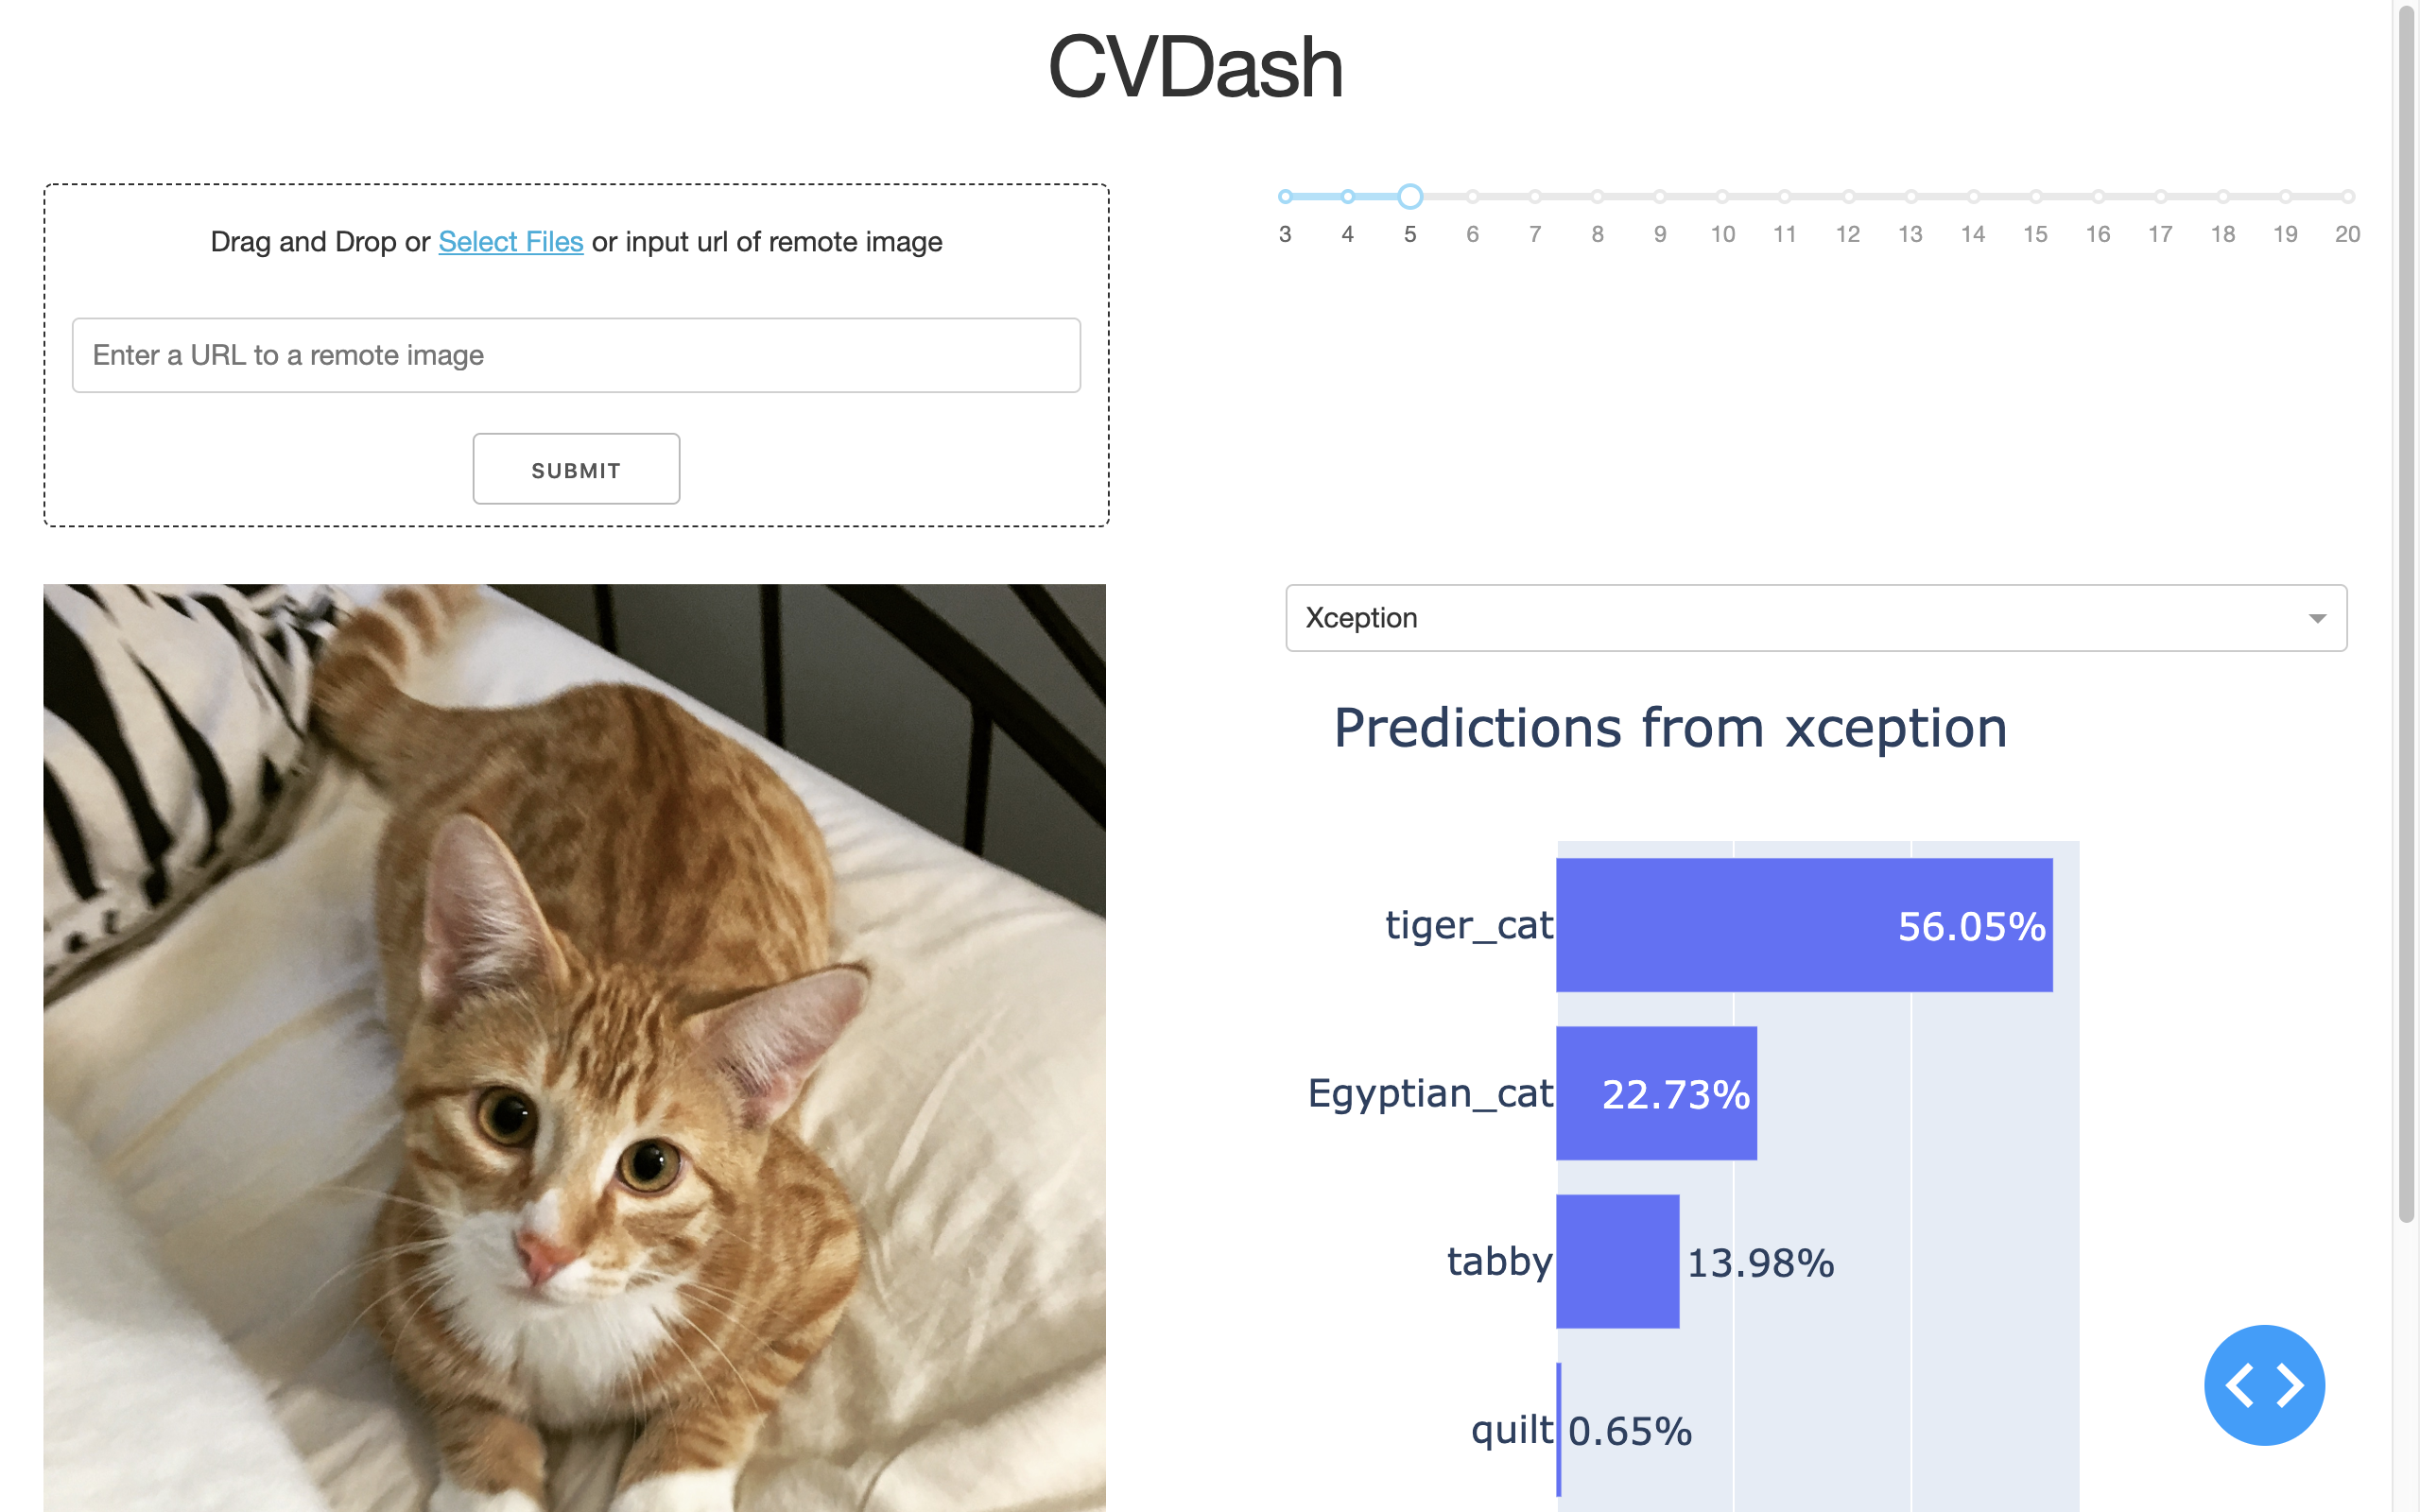 CVDash
Drag and Drop or Select Files or input url of remote image
Enter a URL to a remote image
SUBMIT
3 4 5 6 7 8 9 10 11 12 13 14 15 16 17 18 19 20
Xception
Predictions from xception
tiger_cat 56.05%
Egyptian_cat 22.73%
tabby 13.98%
quilt 0.65%